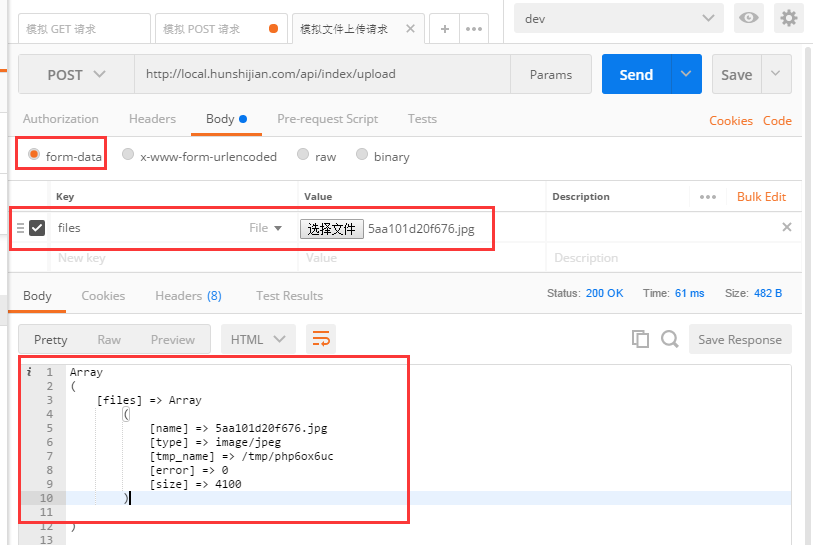 模拟 GET 请求 模拟 POST 请求 模拟文件上传请求 dev
POST http://local.hunshijian.com/api/index/upload Params Send Save
Authorization Headers Body Pre-request Script Tests Cookies Code
form-data x-www-form-urlencoded raw binary
Key Value Description Bulk Edit
files File 选择文件 5aa101d20f676.jpg
New key Value Description
Body Cookies Headers (8) Test Results Status: 200 OK Time: 61 ms Size: 482 B
Pretty Raw Preview HTML Save Response
i 1 Array
2 (
3 [files] => Array
4 (
5 [name] => 5aa101d20f676.jpg
6 [type] => image/jpeg
7 [tmp_name] => /tmp/php6ox6uc
8 [error] => 0
9 [size] => 4100
10 )
11
12 )
13